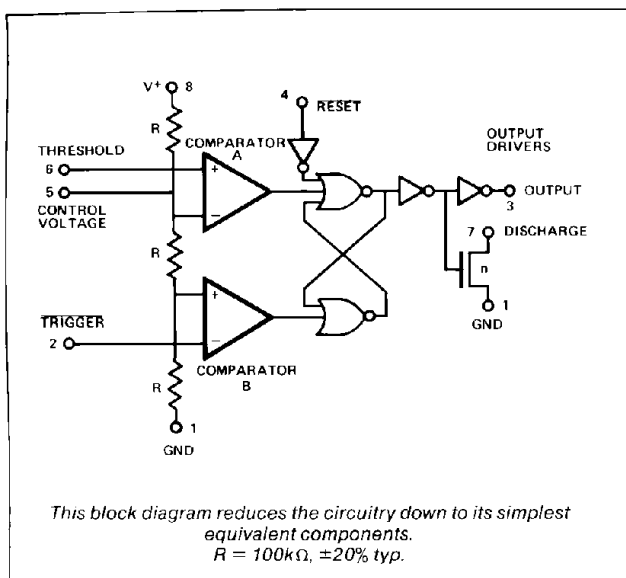 V+ 8
4
RESET
R
COMPARATOR
A
OUTPUT
DRIVERS
THRESHOLD
6
+
5
CONTROL
VOLTAGE
−
OUTPUT
3
7 DISCHARGE
R
n
+
1
GND
TRIGGER
2
−
R
COMPARATOR
B
1
GND
This block diagram reduces the circuitry down to its simplest
equivalent components.
R = 100kΩ, ±20% typ.